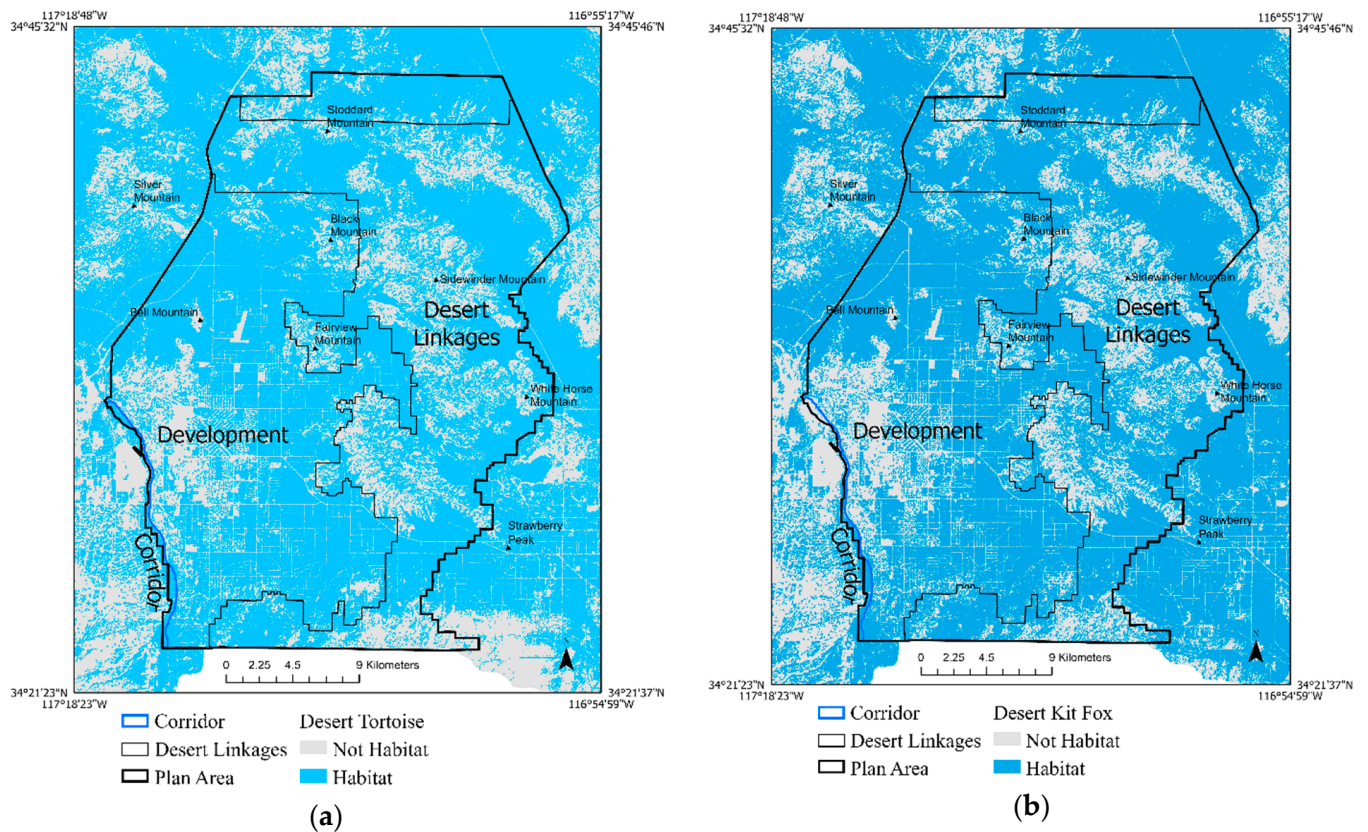 117°18'48"W
116°55'17"W
34°45'32"N
34°45'46"N
Stoddard
Mountain
Silver
Mountain
Black
Mountain
Sidewinder Mountain
Desert
Linkages
Bell Mountain
Fairview
Mountain
White Horse
Mountain
Development
Strawberry
Peak
Corridor
N
0 2.25 4.5 9 Kilometers
34°21'23"N
34°21'37"N
117°18'23"W
116°54'59"W
Corridor
Desert Linkages
Plan Area
Desert Tortoise
Not Habitat
Habitat
(a)
117°18'48"W
116°55'17"W
34°45'32"N
34°45'46"N
Stoddard
Mountain
Silver
Mountain
Black
Mountain
Sidewinder Mountain
Desert
Linkages
Bell Mountain
Fairview
Mountain
White Horse
Mountain
Development
Strawberry
Peak
Corridor
N
0 2.25 4.5 9 Kilometers
34°21'23"N
34°21'37"N
117°18'23"W
116°54'59"W
Corridor
Desert Linkages
Plan Area
Desert Kit Fox
Not Habitat
Habitat
(b)